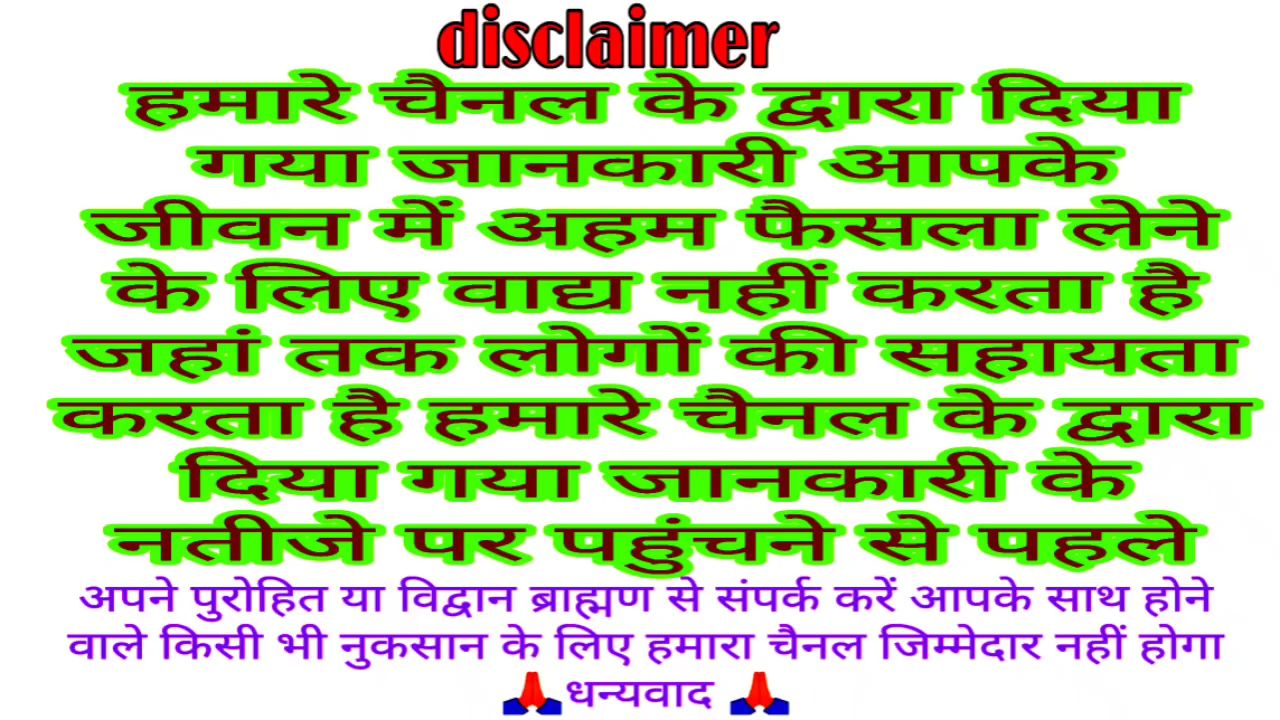 disclaimer
हमारे चैनल के द्वारा दिया
गया जानकारी आपके
जीवन में अहम फैसला लेने
के लिए वाद्य नहीं करता है
जहां तक लोगों की सहायता
करता है हमारे चैनल के द्वारा
दिया गया जानकारी के
नतीजे पर पहुंचने से पहले
अपने पुरोहित या विद्वान ब्राह्मण से संपर्क करें आपके साथ होने
वाले किसी भी नुकसान के लिए हमारा चैनल जिम्मेदार नहीं होगा
🙏धन्यवाद 🙏